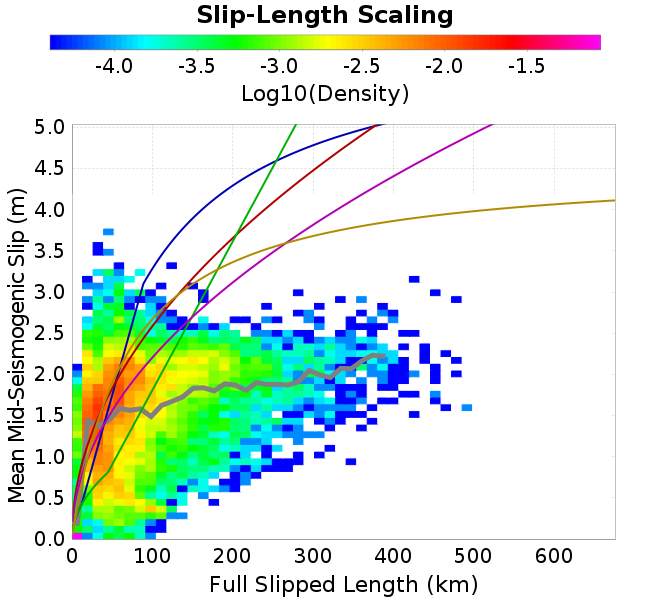 Slip-Length Scaling
-4.0 -3.5 -3.0 -2.5 -2.0 -1.5
Log10(Density)
Mean Mid-Seismogenic Slip (m)
5.0
4.5
4.0
3.5
3.0
2.5
2.0
1.5
1.0
0.5
0.0
0 100 200 300 400 500 600
Full Slipped Length (km)